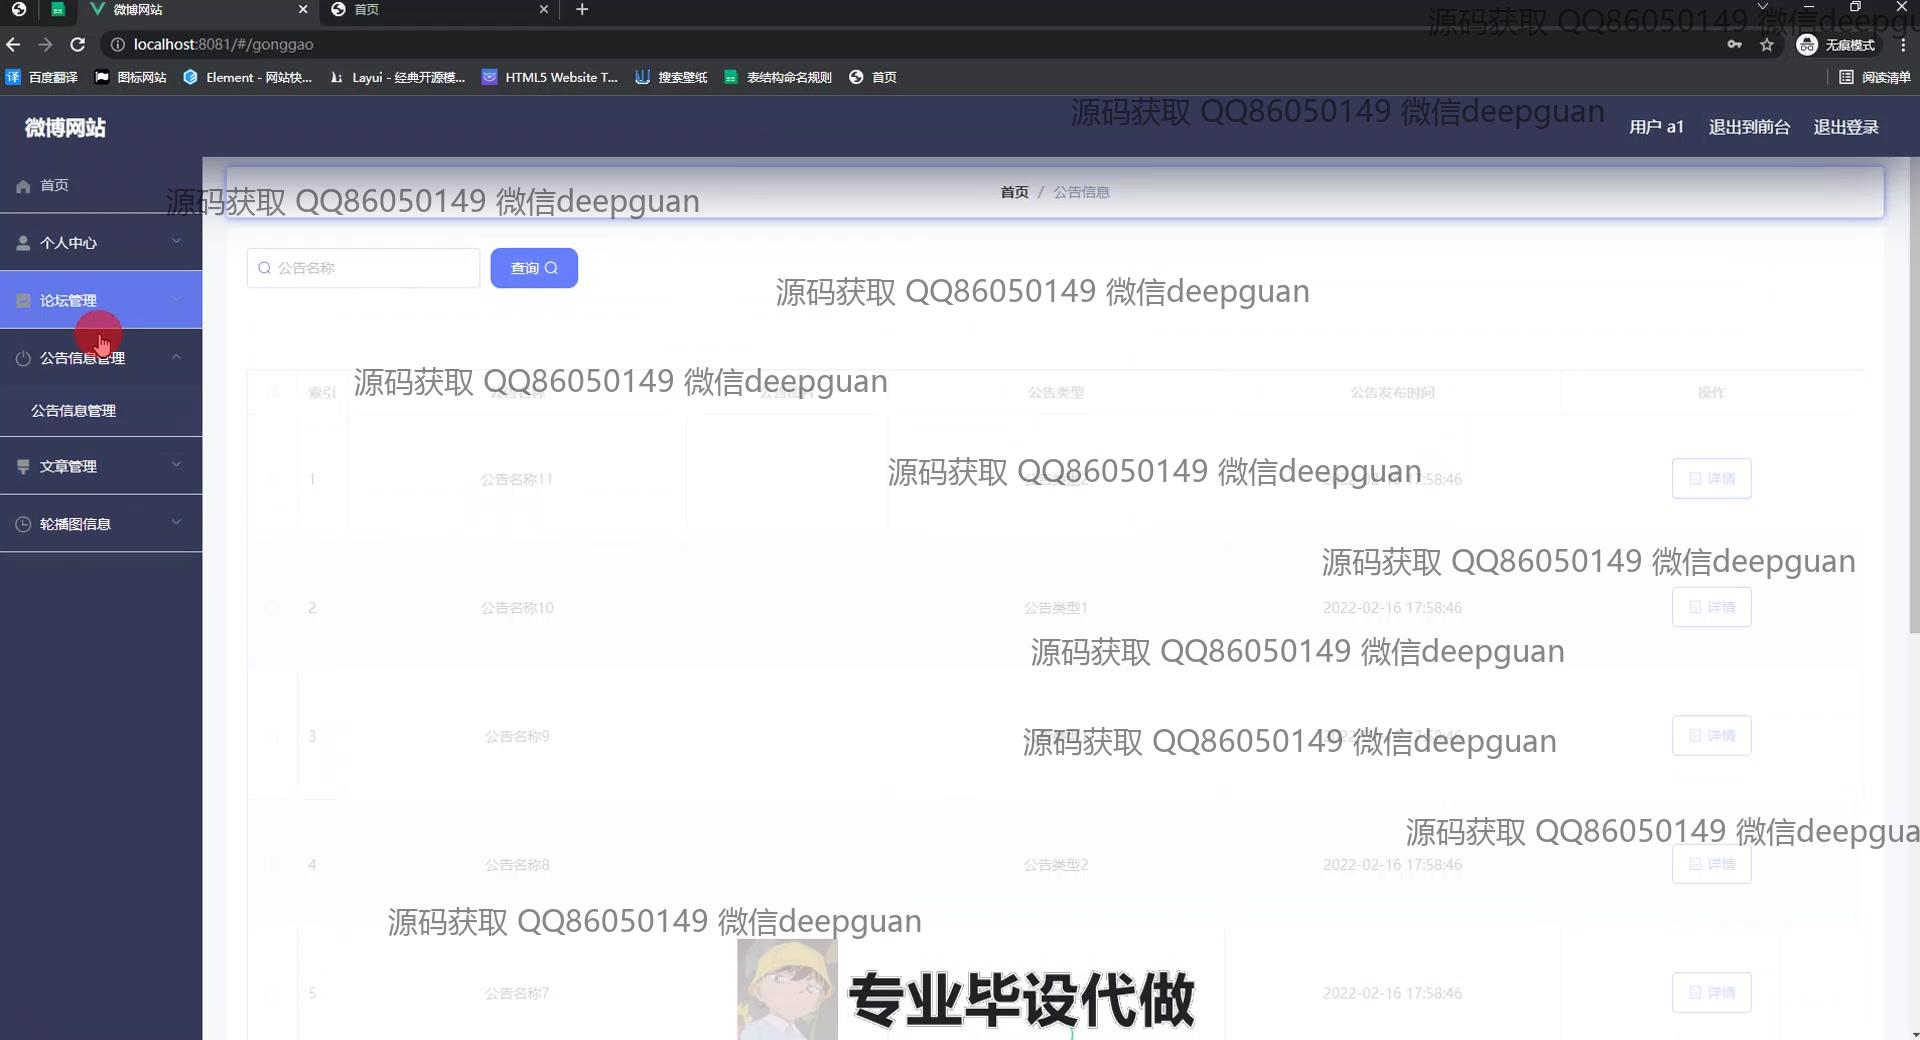 微博网站
首页
localhost:8081/#/gonggao
无痕模式
百度翻译
图标网站
Element - 网站快...
Layui - 经典开源模...
HTML5 Website T...
搜索壁纸
表结构命名规则
首页
阅读清单
源码获取 QQ86050149 微信deepgu
源码获取 QQ86050149 微信deepguan
微博网站
用户 a1
退出到前台
退出登录
首页
个人中心
论坛管理
公告信息管理
公告信息管理
文章管理
轮播图信息
源码获取 QQ86050149 微信deepguan
首页 / 公告信息
公告名称
查询
源码获取 QQ86050149 微信deepguan
源码获取 QQ86050149 微信deepguan
索引
公告类型
公告发布时间
操作
源码获取 QQ86050149 微信deepguan
1
公告名称11
详情
源码获取 QQ86050149 微信deepguan
2
公告名称10
公告类型1
2022-02-16 17:58:46
详情
源码获取 QQ86050149 微信deepguan
3
公告名称9
源码获取 QQ86050149 微信deepguan
详情
源码获取 QQ86050149 微信deepgua
4
公告名称8
公告类型2
2022-02-16 17:58:46
详情
源码获取 QQ86050149 微信deepguan
5
公告名称7
2022-02-16 17:58:46
详情
专业毕设代做